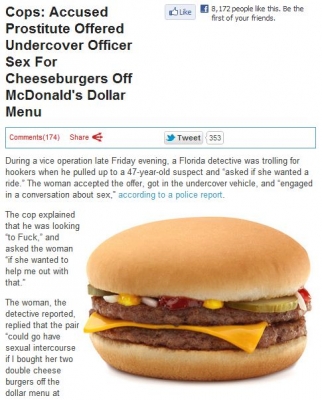 Cops: Accused
Prostitute Offered
Undercover Officer
Sex For
Cheeseburgers Off
McDonald's Dollar
Menu
Like
8,172 people like this. Be the
first of your friends.
Comments(174) Share
Tweet 353
During a vice operation late Friday evening, a Florida detective was trolling for
hookers when he pulled up to a 47-year-old suspect and “asked if she wanted a
ride.” The woman accepted the offer, got in the undercover vehicle, and “engaged
in a conversation about sex,” according to a police report.
The cop explained
that he was looking
“to Fuck,” and
asked the woman
“if she wanted to
help me out with
that.”
The woman, the
detective reported,
replied that the pair
“could go have
sexual intercourse
if I bought her two
double cheese
burgers off the
dollar menu at